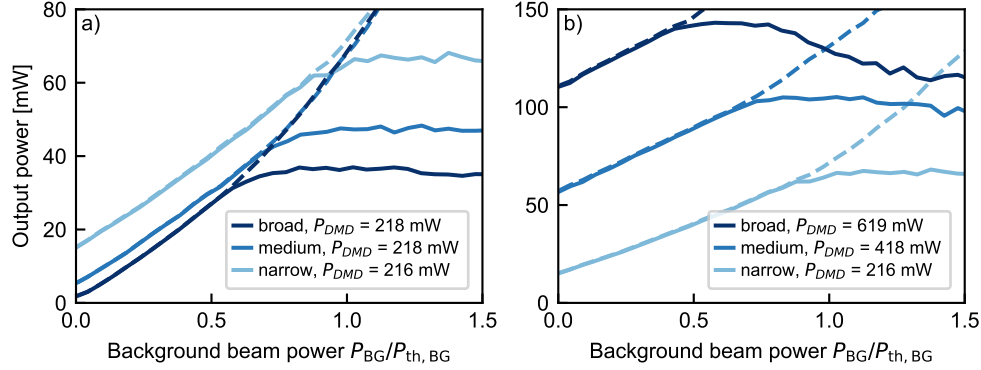 a)
Output power [mW]
80
60
40
20
0
broad, P_DMD = 218 mW
medium, P_DMD = 218 mW
narrow, P_DMD = 216 mW
0.0 0.5 1.0 1.5
Background beam power P_BG/P_th, BG
b)
150
100
50
0
broad, P_DMD = 619 mW
medium, P_DMD = 418 mW
narrow, P_DMD = 216 mW
0.0 0.5 1.0 1.5
Background beam power P_BG/P_th, BG